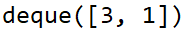 deque([3, 1])